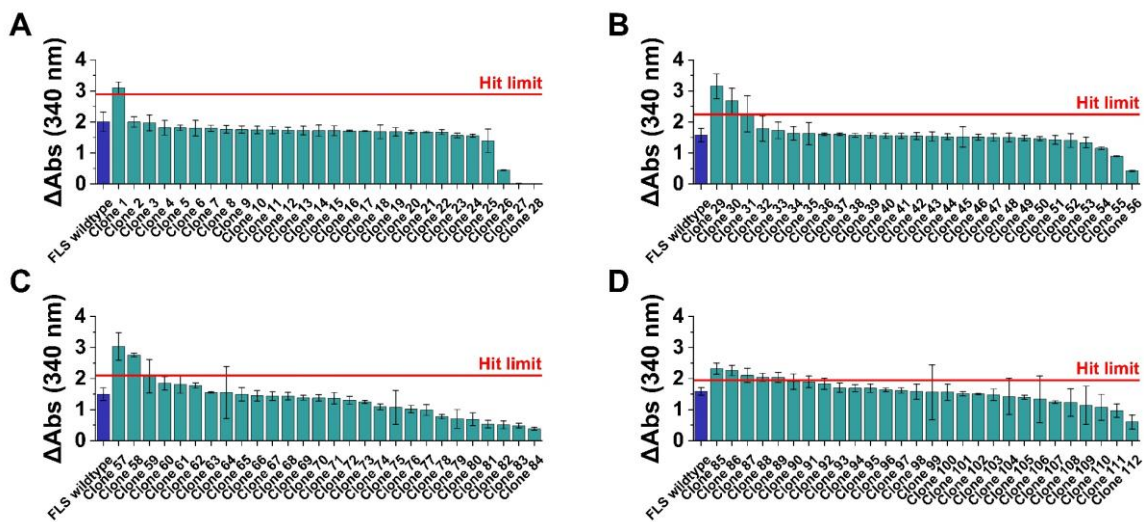 A
ΔAbs (340 nm)
4
3
2
1
0
Hit limit
FLS wildtype
Clone 1
Clone 2
Clone 3
Clone 4
Clone 5
Clone 6
Clone 7
Clone 8
Clone 9
Clone 10
Clone 11
Clone 12
Clone 13
Clone 14
Clone 15
Clone 16
Clone 17
Clone 18
Clone 19
Clone 20
Clone 21
Clone 22
Clone 23
Clone 24
Clone 25
Clone 26
Clone 27
Clone 28
B
ΔAbs (340 nm)
4
3
2
1
0
Hit limit
FLS wildtype
Clone 29
Clone 30
Clone 31
Clone 32
Clone 33
Clone 34
Clone 35
Clone 36
Clone 37
Clone 38
Clone 39
Clone 40
Clone 41
Clone 42
Clone 43
Clone 44
Clone 45
Clone 46
Clone 47
Clone 48
Clone 49
Clone 50
Clone 51
Clone 52
Clone 53
Clone 54
Clone 55
Clone 56
C
ΔAbs (340 nm)
4
3
2
1
0
Hit limit
FLS wildtype
Clone 57
Clone 58
Clone 59
Clone 60
Clone 61
Clone 62
Clone 63
Clone 64
Clone 65
Clone 66
Clone 67
Clone 68
Clone 69
Clone 70
Clone 71
Clone 72
Clone 73
Clone 74
Clone 75
Clone 76
Clone 77
Clone 78
Clone 79
Clone 80
Clone 81
Clone 82
Clone 83
Clone 84
D
ΔAbs (340 nm)
4
3
2
1
0
Hit limit
FLS wildtype
Clone 85
Clone 86
Clone 87
Clone 88
Clone 89
Clone 90
Clone 91
Clone 92
Clone 93
Clone 94
Clone 95
Clone 96
Clone 97
Clone 98
Clone 99
Clone 100
Clone 101
Clone 102
Clone 103
Clone 104
Clone 105
Clone 106
Clone 107
Clone 108
Clone 109
Clone 110
Clone 111
Clone 112